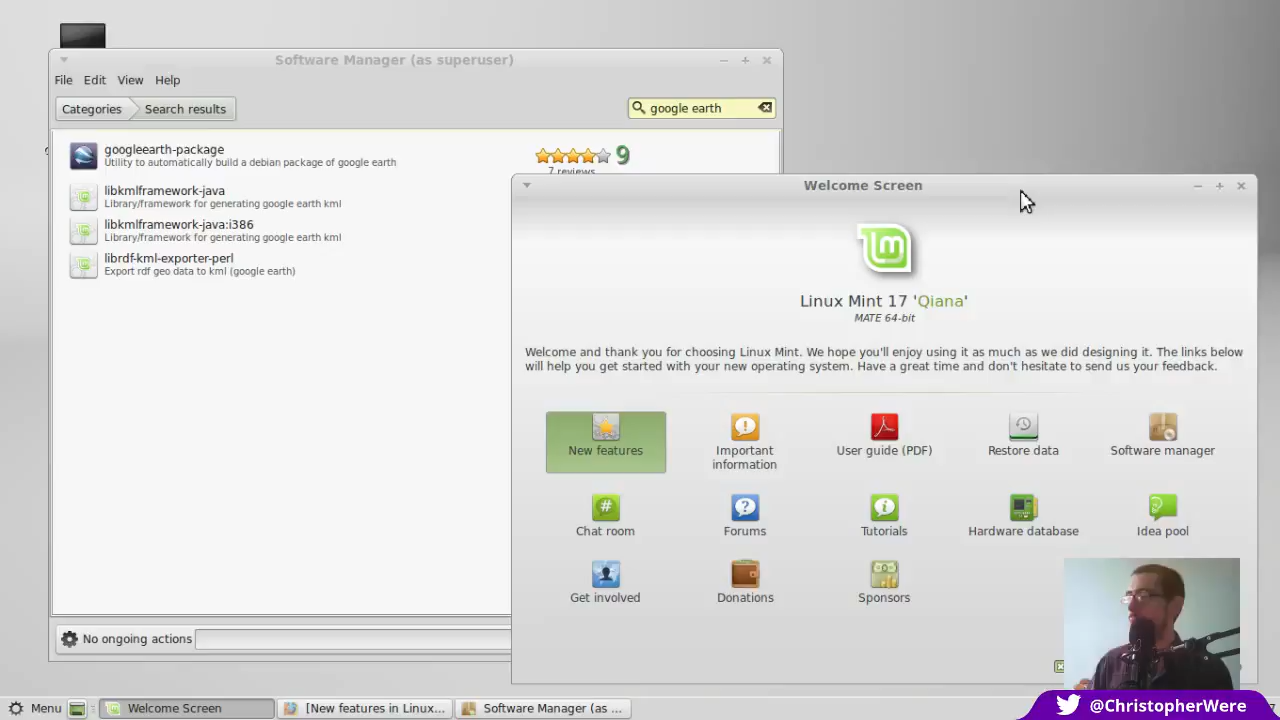 Software Manager (as superuser)
File Edit View Help
Categories Search results google earth
googleearth-package
Utility to automatically build a debian package of google earth
9
7 reviews
libkmlframework-java
Library/framework for generating google earth kml
libkmlframework-java:i386
Library/framework for generating google earth kml
librdf-kml-exporter-perl
Export rdf geo data to kml (google earth)
No ongoing actions
Welcome Screen
lm
Linux Mint 17 'Qiana'
MATE 64-bit
Welcome and thank you for choosing Linux Mint. We hope you'll enjoy using it as much as we did designing it. The links below
will help you get started with your new operating system. Have a great time and don't hesitate to send us your feedback.
New features
Important
information
User guide (PDF)
Restore data
Software manager
Chat room
Forums
Tutorials
Hardware database
Idea pool
Get involved
Donations
Sponsors
Menu Welcome Screen [New features in Linux... Software Manager (as ...
@ChristopherWere